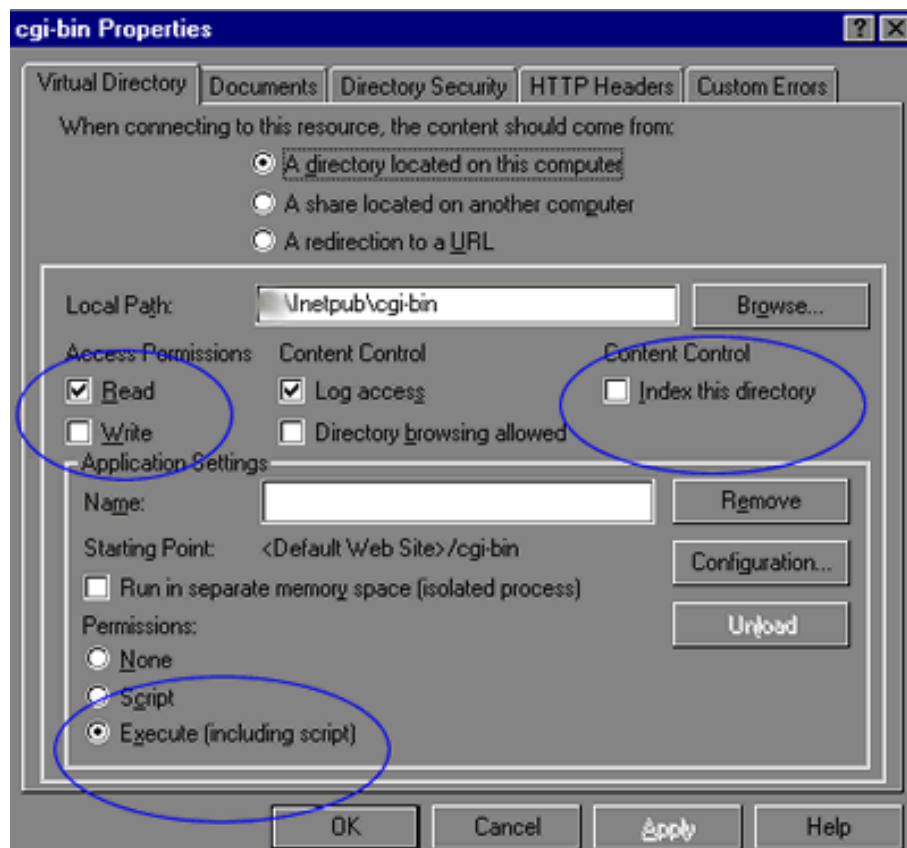 cgi-bin Properties
Virtual Directory Documents Directory Security HTTP Headers Custom Errors
When connecting to this resource, the content should come from:
A directory located on this computer
A share located on another computer
A redirection to a URL
Local Path: \Inetpub\cgi-bin Browse...
Access Permissions Content Control Content Control
Read Log access Index this directory
Write Directory browsing allowed
Application Settings
Name: Remove
Starting Point: <Default Web Site>/cgi-bin
Configuration...
Run in separate memory space (isolated process)
Permissions: Unload
None
Script
Execute (including script)
OK Cancel Apply Help